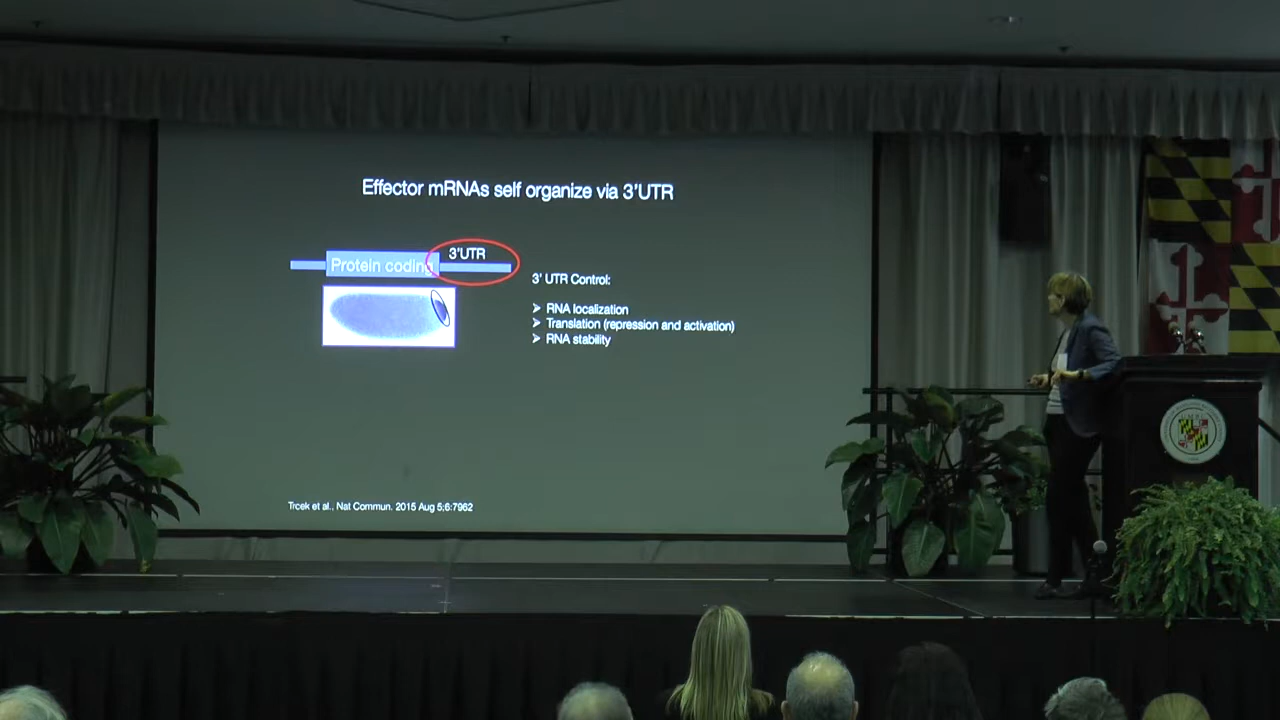 Effector mRNAs self organize via 3'UTR
3'UTR
Protein coding
3' UTR Control:
➢ RNA localization
➢ Translation (repression and activation)
➢ RNA stability
Trcek et al., Nat Commun. 2015 Aug 5;6:7962